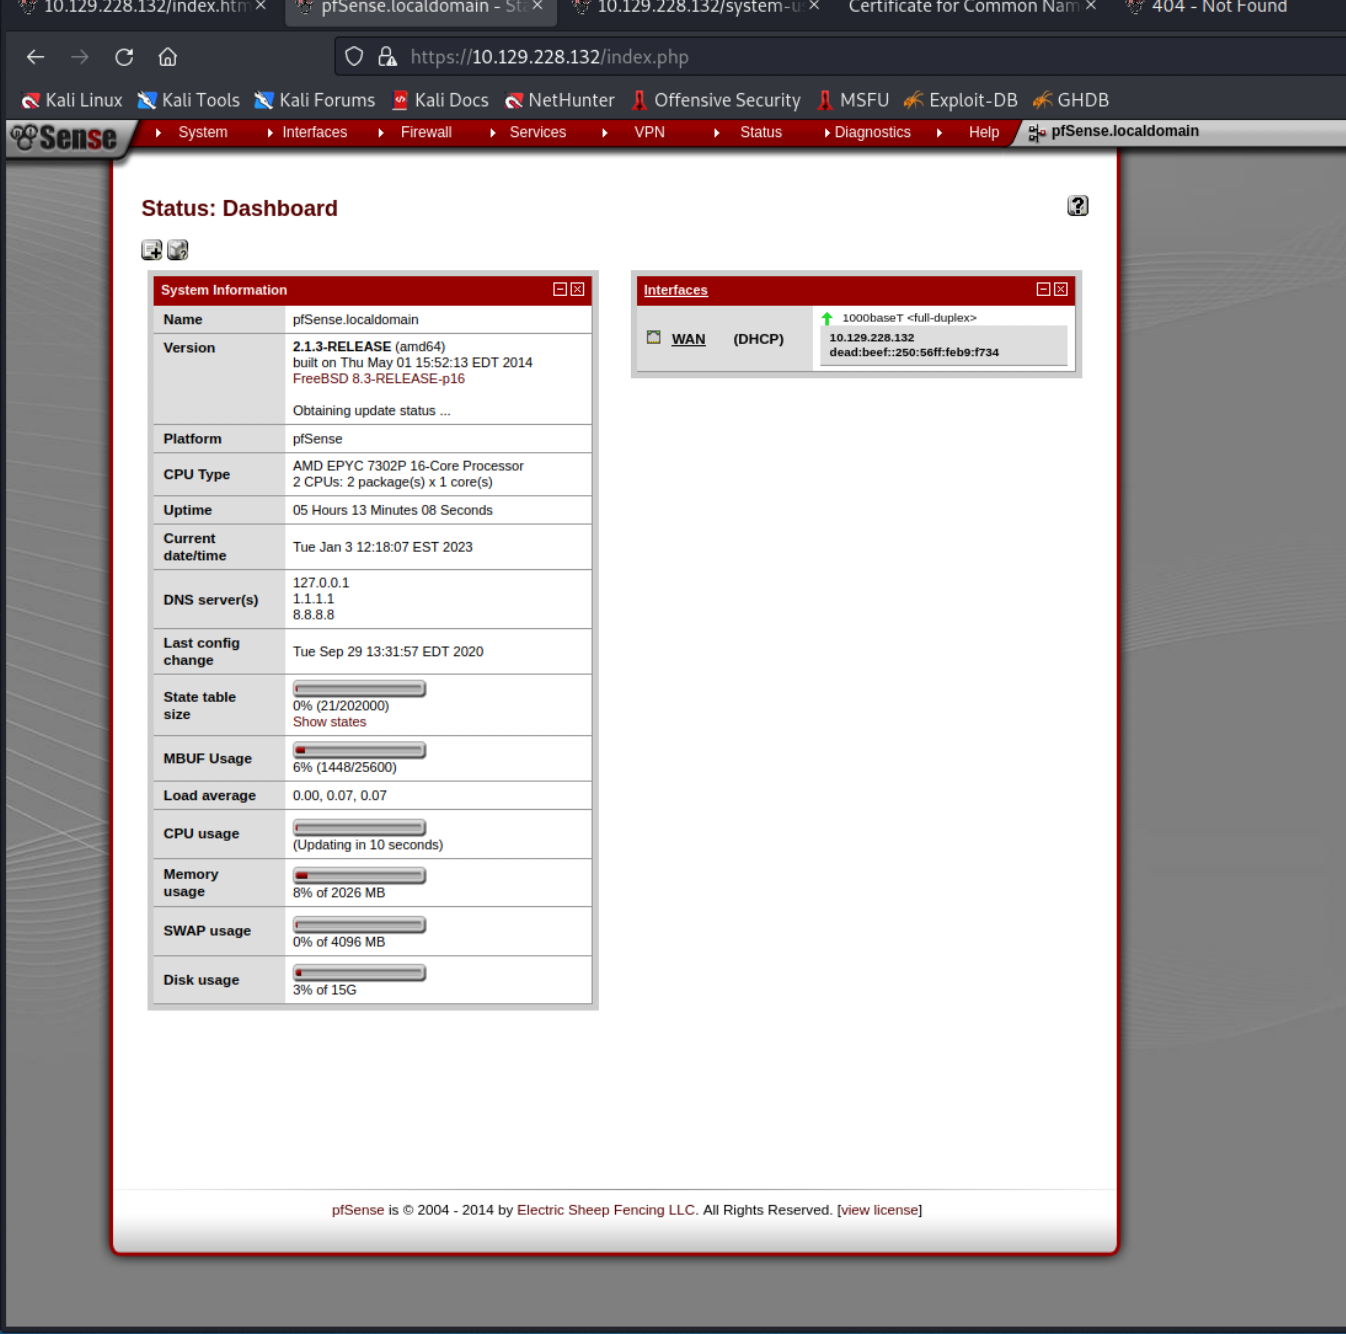 10.129.228.132/index.htm
pfSense.localdomain - Sta
10.129.228.132/system-u
Certificate for Common Nam
404 - Not Found
https://10.129.228.132/index.php
Kali Linux
Kali Tools
Kali Forums
Kali Docs
NetHunter
Offensive Security
MSFU
Exploit-DB
GHDB
Sense
System
Interfaces
Firewall
Services
VPN
Status
Diagnostics
Help
pfSense.localdomain
Status: Dashboard
System Information
Name
pfSense.localdomain
Version
2.1.3-RELEASE (amd64)
built on Thu May 01 15:52:13 EDT 2014
FreeBSD 8.3-RELEASE-p16
Obtaining update status ...
Platform
pfSense
CPU Type
AMD EPYC 7302P 16-Core Processor
2 CPUs: 2 package(s) x 1 core(s)
Uptime
05 Hours 13 Minutes 08 Seconds
Current
date/time
Tue Jan 3 12:18:07 EST 2023
DNS server(s)
127.0.0.1
1.1.1.1
8.8.8.8
Last config
change
Tue Sep 29 13:31:57 EDT 2020
State table
size
0% (21/202000)
Show states
MBUF Usage
6% (1448/25600)
Load average
0.00, 0.07, 0.07
CPU usage
(Updating in 10 seconds)
Memory
usage
8% of 2026 MB
SWAP usage
0% of 4096 MB
Disk usage
3% of 15G
Interfaces
WAN
(DHCP)
1000baseT <full-duplex>
10.129.228.132
dead:beef::250:56ff:feb9:f734
pfSense is © 2004 - 2014 by Electric Sheep Fencing LLC. All Rights Reserved. [view license]